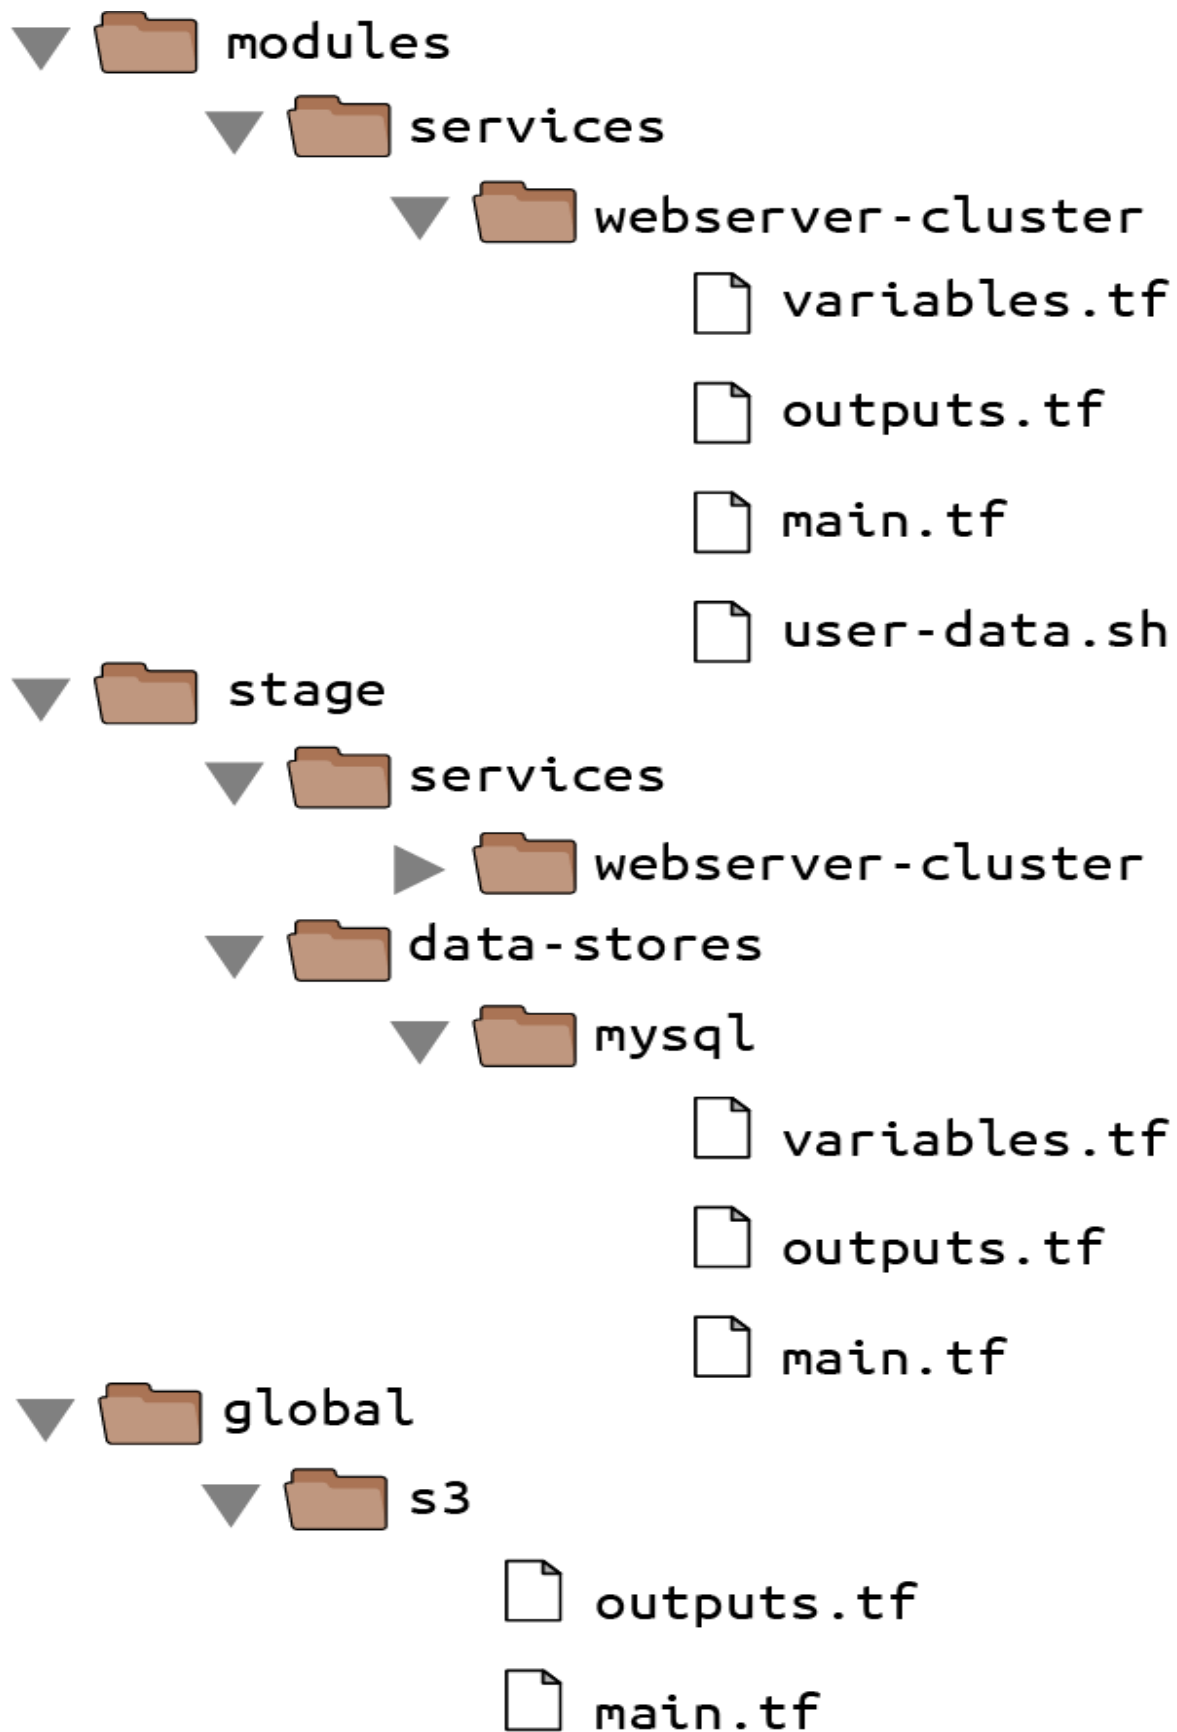 modules
services
webserver-cluster
variables.tf
outputs.tf
main.tf
user-data.sh
stage
services
webserver-cluster
data-stores
mysql
variables.tf
outputs.tf
main.tf
global
s3
outputs.tf
main.tf